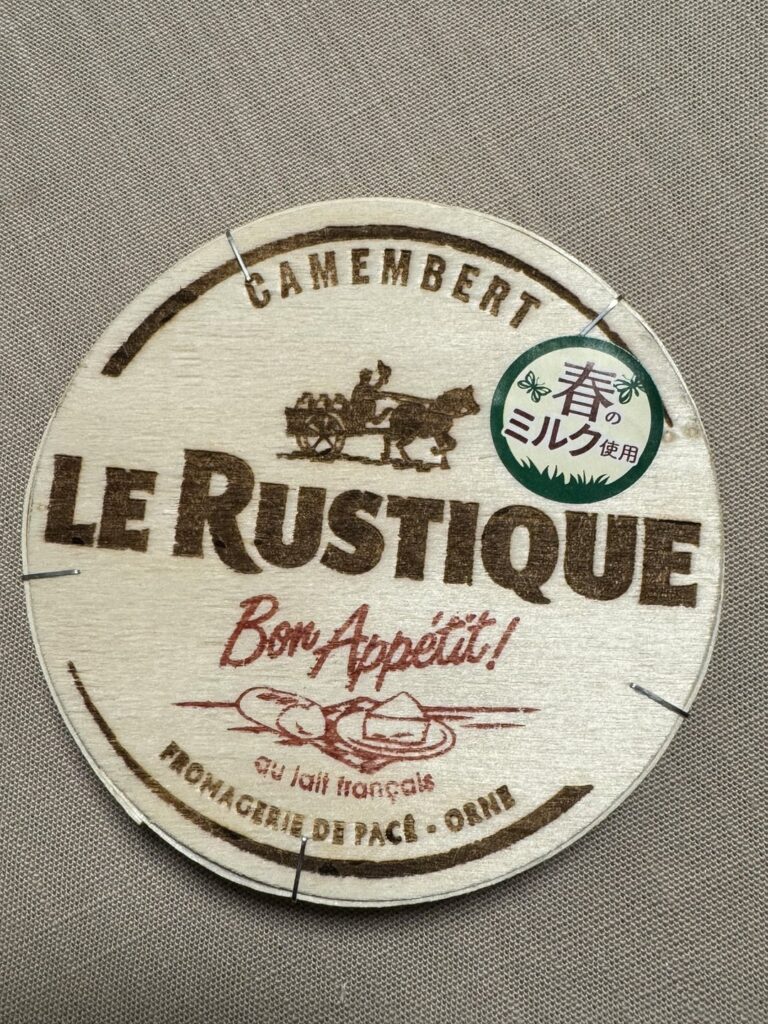 CAMEMBERT
春の
ミルク使用
LE RUSTIQUE
Bon Appétit!
au lait français
FROMAGERIE DE PACÉ - ORNE